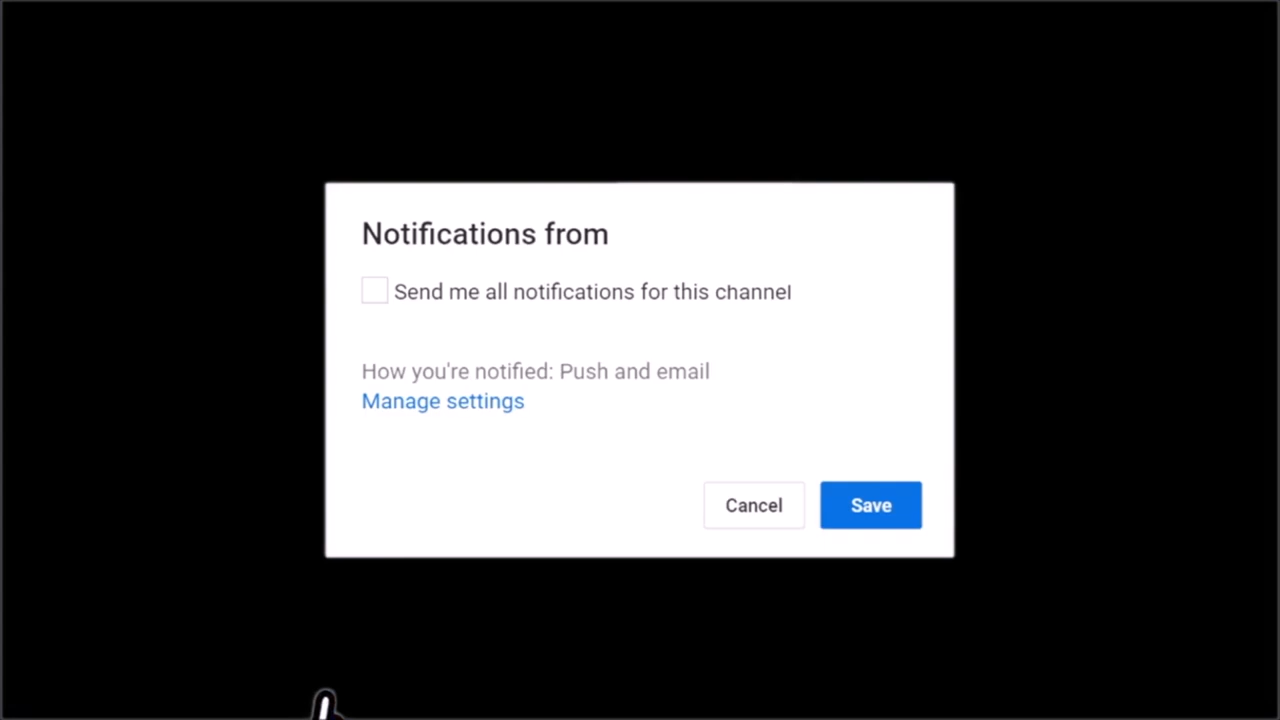 Notifications from
Send me all notifications for this channel
How you're notified: Push and email
Manage settings
Cancel
Save